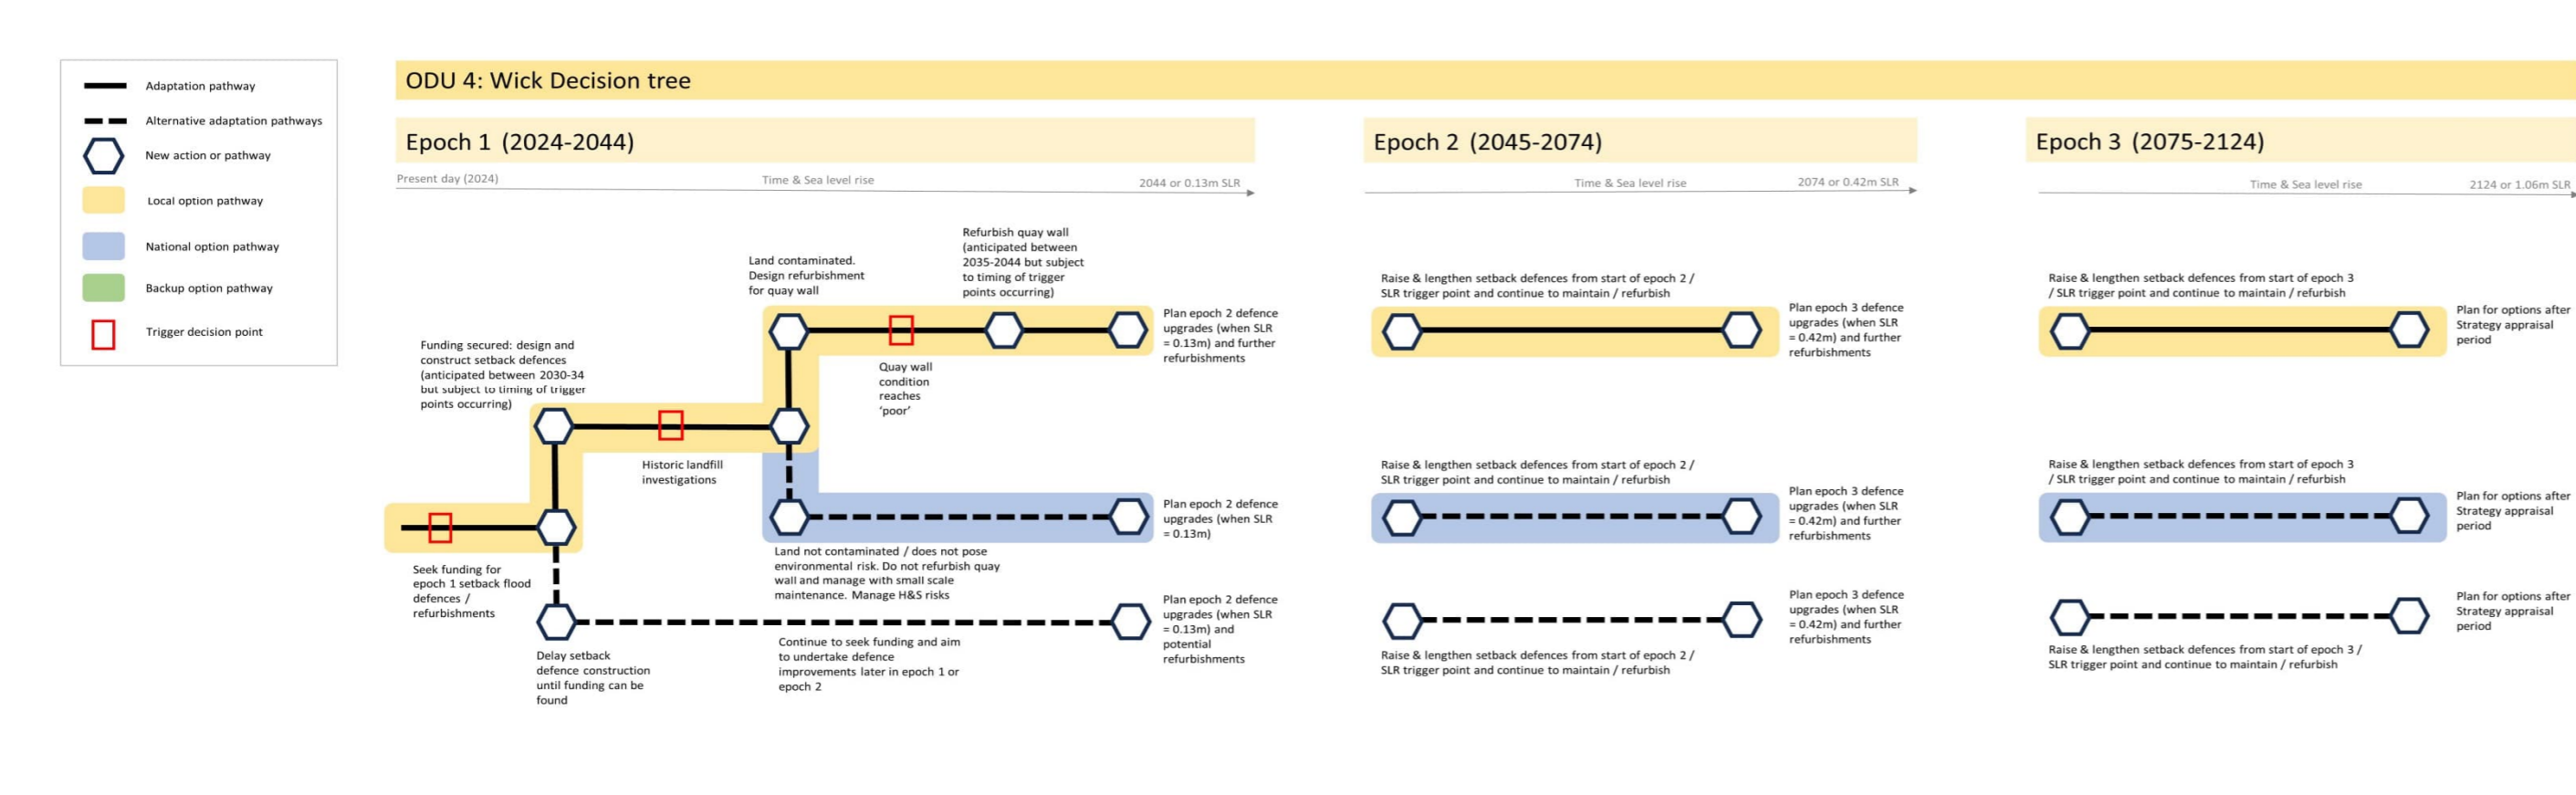 ODU 4: Wick Decision tree
Adaptation pathway
Alternative adaptation pathways
New action or pathway
Local option pathway
National option pathway
Backup option pathway
Trigger decision point
Epoch 1 (2024-2044)
Present day (2024)
Time & Sea level rise
2044 or 0.13m SLR
Funding secured: design and
construct setback defences
(anticipated between 2030-34
but subject to timing of trigger
points occurring)
Land contaminated.
Design refurbishment
for quay wall
Refurbish quay wall
(anticipated between
2035-2044 but subject
to timing of trigger
points occurring)
Plan epoch 2 defence
upgrades (when SLR
= 0.13m) and further
refurbishments
Quay wall
condition
reaches
‘poor’
Historic landfill
investigations
Seek funding for
epoch 1 setback flood
defences /
refurbishments
Plan epoch 2 defence
upgrades (when SLR
= 0.13m)
Land not contaminated / does not pose
environmental risk. Do not refurbish quay
wall and manage with small scale
maintenance. Manage H&S risks
Plan epoch 2 defence
upgrades (when SLR
= 0.13m) and
potential
refurbishments
Delay setback
defence construction
until funding can be
found
Continue to seek funding and aim
to undertake defence
improvements later in epoch 1 or
epoch 2
Epoch 2 (2045-2074)
Time & Sea level rise
2074 or 0.42m SLR
Raise & lengthen setback defences from start of epoch 2 /
SLR trigger point and continue to maintain / refurbish
Plan epoch 3 defence
upgrades (when SLR
= 0.42m) and further
refurbishments
Raise & lengthen setback defences from start of epoch 2 /
SLR trigger point and continue to maintain / refurbish
Plan epoch 3 defence
upgrades (when SLR
= 0.42m) and further
refurbishments
Plan epoch 3 defence
upgrades (when SLR
= 0.42m) and further
refurbishments
Raise & lengthen setback defences from start of epoch 2 /
SLR trigger point and continue to maintain / refurbish
Epoch 3 (2075-2124)
Time & Sea level rise
2124 or 1.06m SLR
Raise & lengthen setback defences from start of epoch 3
/ SLR trigger point and continue to maintain / refurbish
Plan for options after
Strategy appraisal
period
Raise & lengthen setback defences from start of epoch 3
/ SLR trigger point and continue to maintain / refurbish
Plan for options after
Strategy appraisal
period
Plan for options after
Strategy appraisal
period
Raise & lengthen setback defences from start of epoch 3 /
SLR trigger point and continue to maintain / refurbish